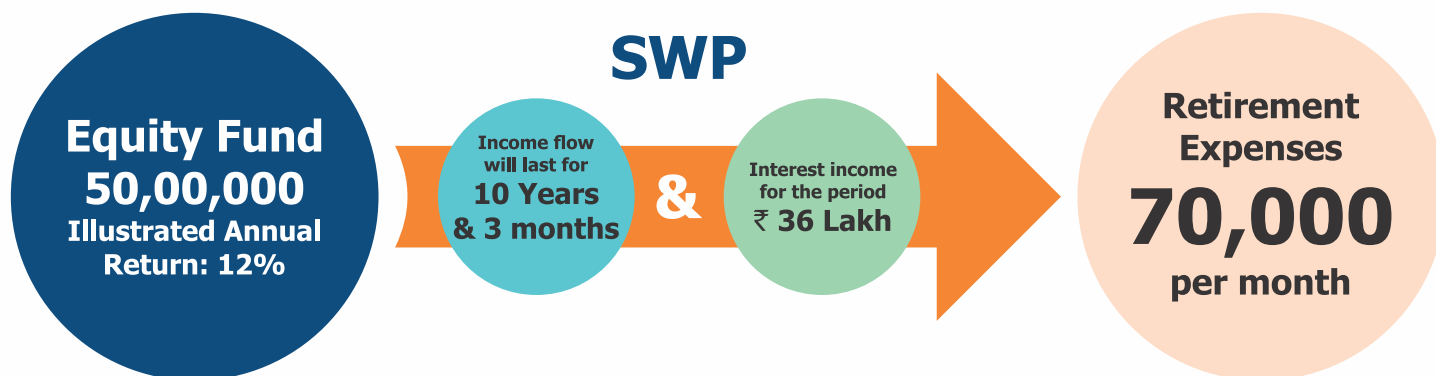 SWP
Equity Fund
50,00,000
Illustrated Annual
Return: 12%
Income flow
will last for
10 Years
& 3 months
&
Interest income
for the period
₹ 36 Lakh
Retirement
Expenses
70,000
per month